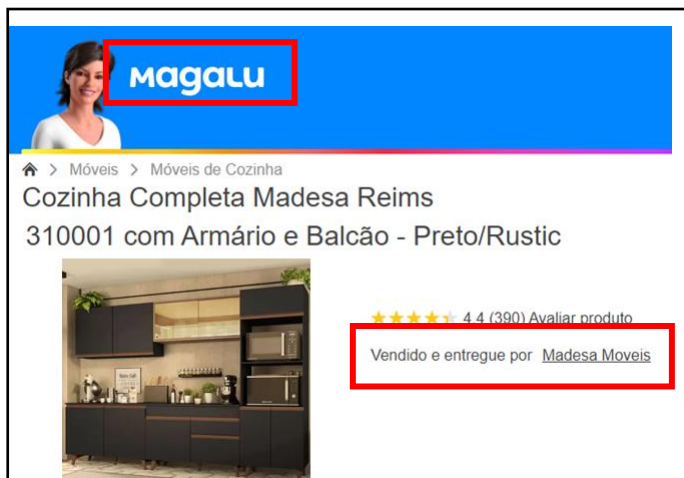 Magalu
> Móveis > Móveis de Cozinha
Cozinha Completa Madesa Reims
310001 com Armário e Balcão - Preto/Rustic
4.4 (390) Avaliar produto
Vendido e entregue por Madesa Moveis